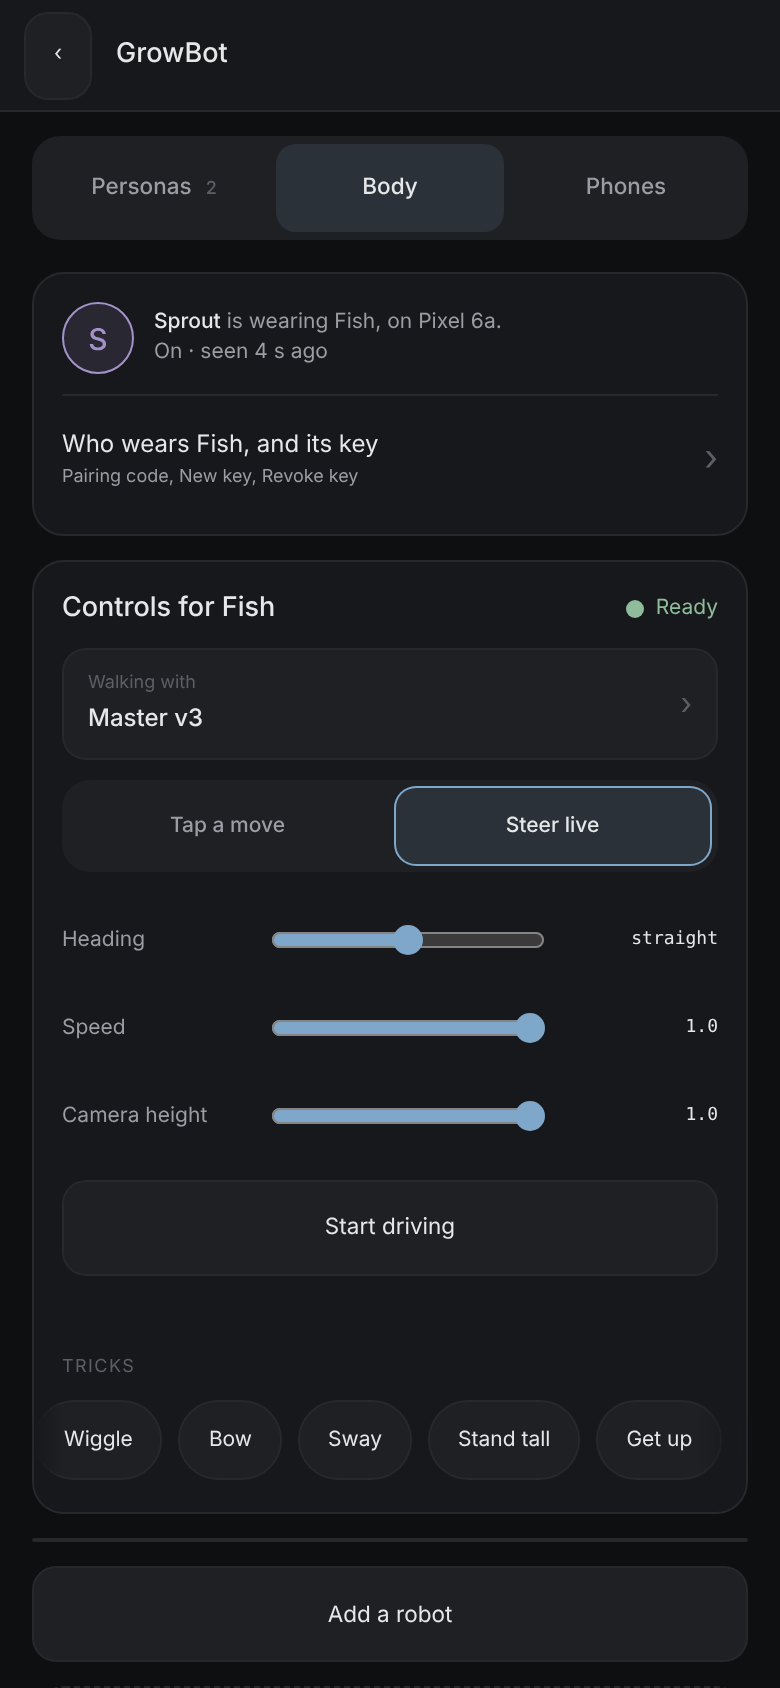 ‹ GrowBot
Personas 2 Body Phones
S
Sprout is wearing Fish, on Pixel 6a.
On · seen 4 s ago
Who wears Fish, and its key
Pairing code, New key, Revoke key
Controls for Fish
Ready
Walking with
Master v3
Tap a move Steer live
Heading straight
Speed 1.0
Camera height 1.0
Start driving
TRICKS
Wiggle Bow Sway Stand tall Get up
Add a robot